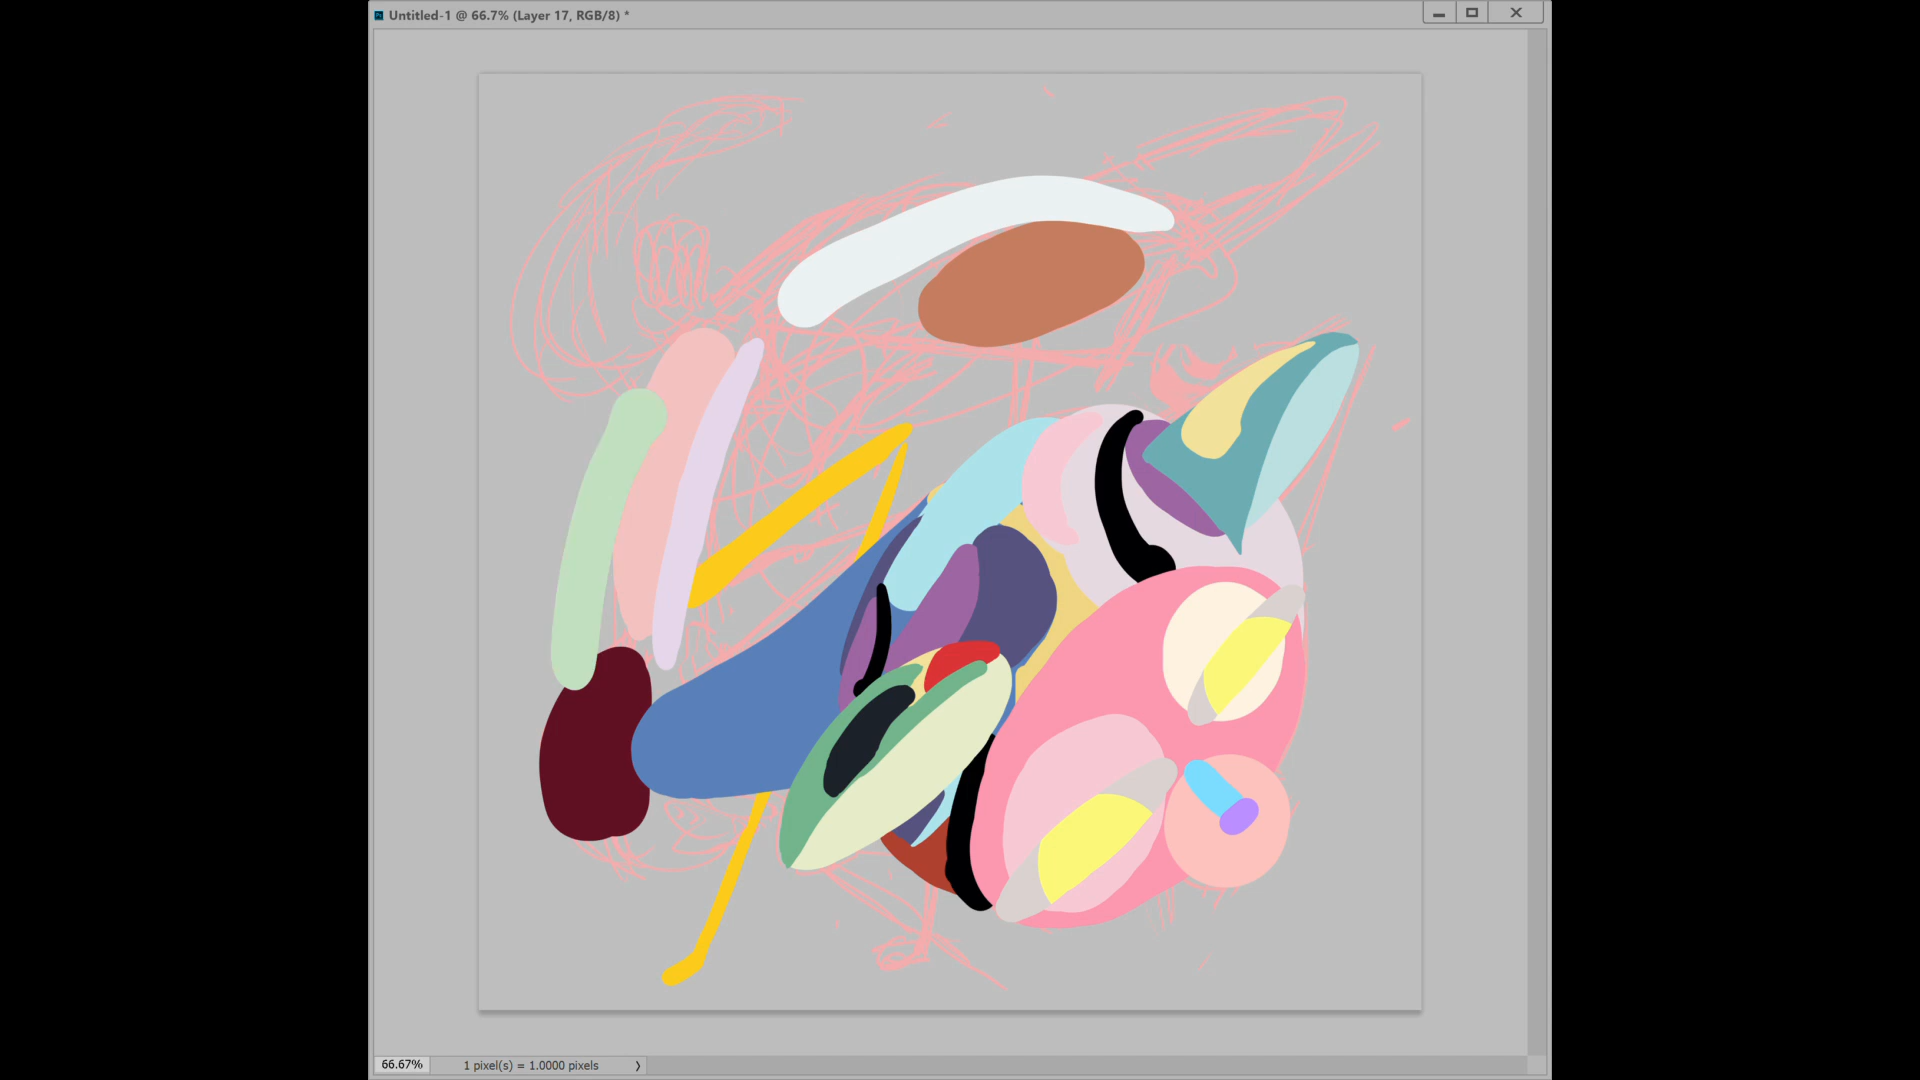 Untitled-1 @ 66.7% (Layer 17, RGB/8) *
66.67%
1 pixel(s) = 1.0000 pixels